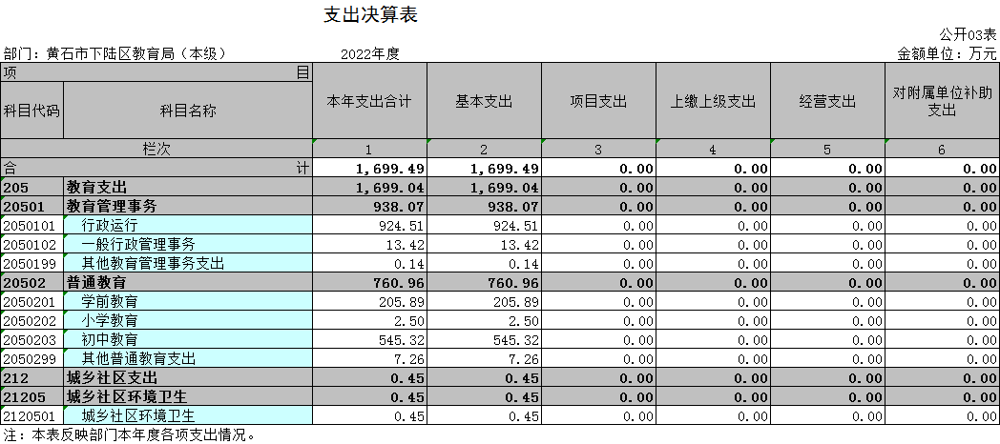 支出决算表
公开03表
部门：黄石市下陆区教育局（本级） 2022年度 金额单位：万元
项 目 本年支出合计 基本支出 项目支出 上缴上级支出 经营支出 对附属单位补助支出
科目代码 科目名称
栏次 1 2 3 4 5 6
合 计 1,699.49 1,699.49 0.00 0.00 0.00 0.00
205 教育支出 1,699.04 1,699.04 0.00 0.00 0.00 0.00
20501 教育管理事务 938.07 938.07 0.00 0.00 0.00 0.00
2050101 行政运行 924.51 924.51 0.00 0.00 0.00 0.00
2050102 一般行政管理事务 13.42 13.42 0.00 0.00 0.00 0.00
2050199 其他教育管理事务支出 0.14 0.14 0.00 0.00 0.00 0.00
20502 普通教育 760.96 760.96 0.00 0.00 0.00 0.00
2050201 学前教育 205.89 205.89 0.00 0.00 0.00 0.00
2050202 小学教育 2.50 2.50 0.00 0.00 0.00 0.00
2050203 初中教育 545.32 545.32 0.00 0.00 0.00 0.00
2050299 其他普通教育支出 7.26 7.26 0.00 0.00 0.00 0.00
212 城乡社区支出 0.45 0.45 0.00 0.00 0.00 0.00
21205 城乡社区环境卫生 0.45 0.45 0.00 0.00 0.00 0.00
2120501 城乡社区环境卫生 0.45 0.45 0.00 0.00 0.00 0.00
注：本表反映部门本年度各项支出情况。